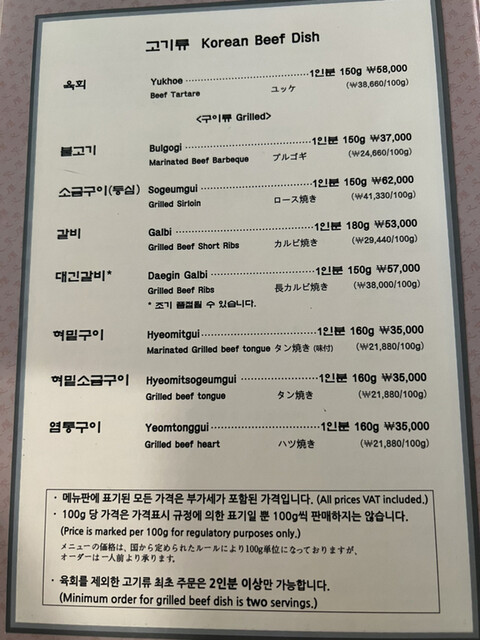 고기류 Korean Beef Dish
육회 Yukhoe ........ 1인분 150g ₩58,000
Beef Tartare ユッケ (₩38,660/100g)
<구이류 Grilled>
불고기 Bulgogi ........ 1인분 150g ₩37,000
Marinated Beef Barbeque プルゴギ (₩24,660/100g)
소금구이(등심) Sogeumgui ........ 1인분 150g ₩62,000
Grilled Sirloin ロース焼き (₩41,330/100g)
갈비 Galbi ........ 1인분 180g ₩53,000
Grilled Beef Short Ribs カルビ焼き (₩29,440/100g)
대긴갈비* Daegin Galbi ........ 1인분 150g ₩57,000
Grilled Beef Ribs 長カルビ焼き (₩38,000/100g)
* 조기 품절될 수 있습니다.
혀밑구이 Hyeomitgui ........ 1인분 160g ₩35,000
Marinated Grilled beef tongue タン焼き (味付) (₩21,880/100g)
혀밑소금구이 Hyeomitsogeumgui ........ 1인분 160g ₩35,000
Grilled beef tongue タン焼き (₩21,880/100g)
염통구이 Yeomtonggui ........ 1인분 160g ₩35,000
Grilled beef heart ハツ焼き (₩21,880/100g)
· 메뉴판에 표기된 모든 가격은 부가세가 포함된 가격입니다. (All prices VAT included.)
· 100g 당 가격은 가격표시 규정에 의한 표기일 뿐 100g씩 판매하지는 않습니다.
(Price is marked per 100g for regulatory purposes only.)
メニューの価格は、国から定められたルールにより100g単位になっておりますが、
オーダーは一人前より承ります。
· 육회를 제외한 고기류 최초 주문은 2인분 이상만 가능합니다.
(Minimum order for grilled beef dish is two servings.)